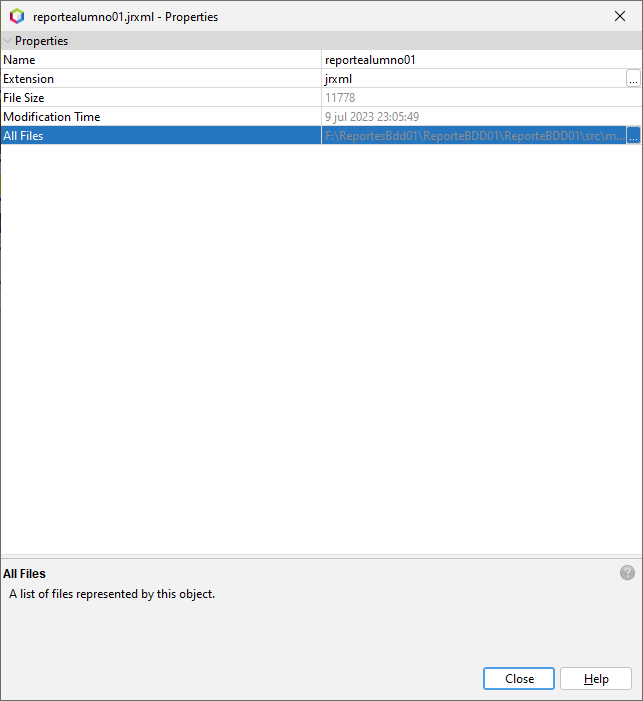 reportealumno01.jrxml - Properties
Properties
Name reportealumno01
Extension jrxml ...
File Size 11778
Modification Time 9 jul 2023 23:05:49
All Files F:\ReportesBdd01\ReporteBDD01\ReporteBDD01\src\m... ...
All Files
?
A list of files represented by this object.
Close Help